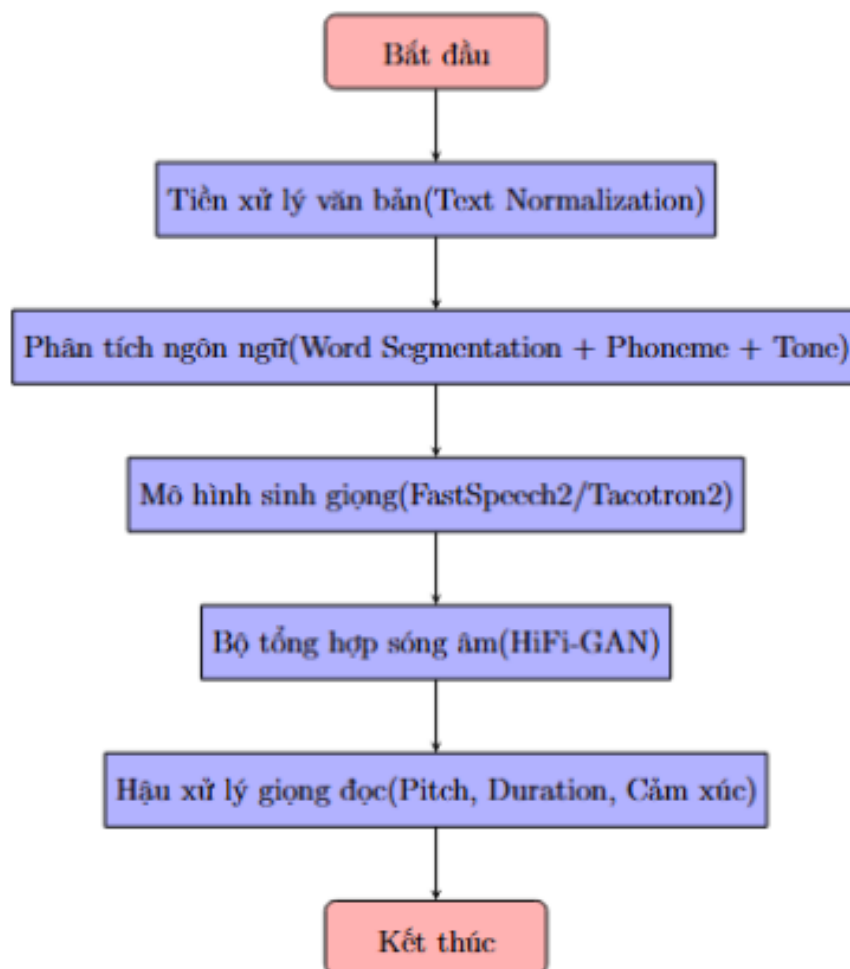 Bắt đầu
Tiền xử lý văn bản(Text Normalization)
Phân tích ngôn ngữ(Word Segmentation + Phoneme + Tone)
Mô hình sinh giọng(FastSpeech2/Tacotron2)
Bộ tổng hợp sóng âm(HiFi-GAN)
Hậu xử lý giọng đọc(Pitch, Duration, Cảm xúc)
Kết thúc